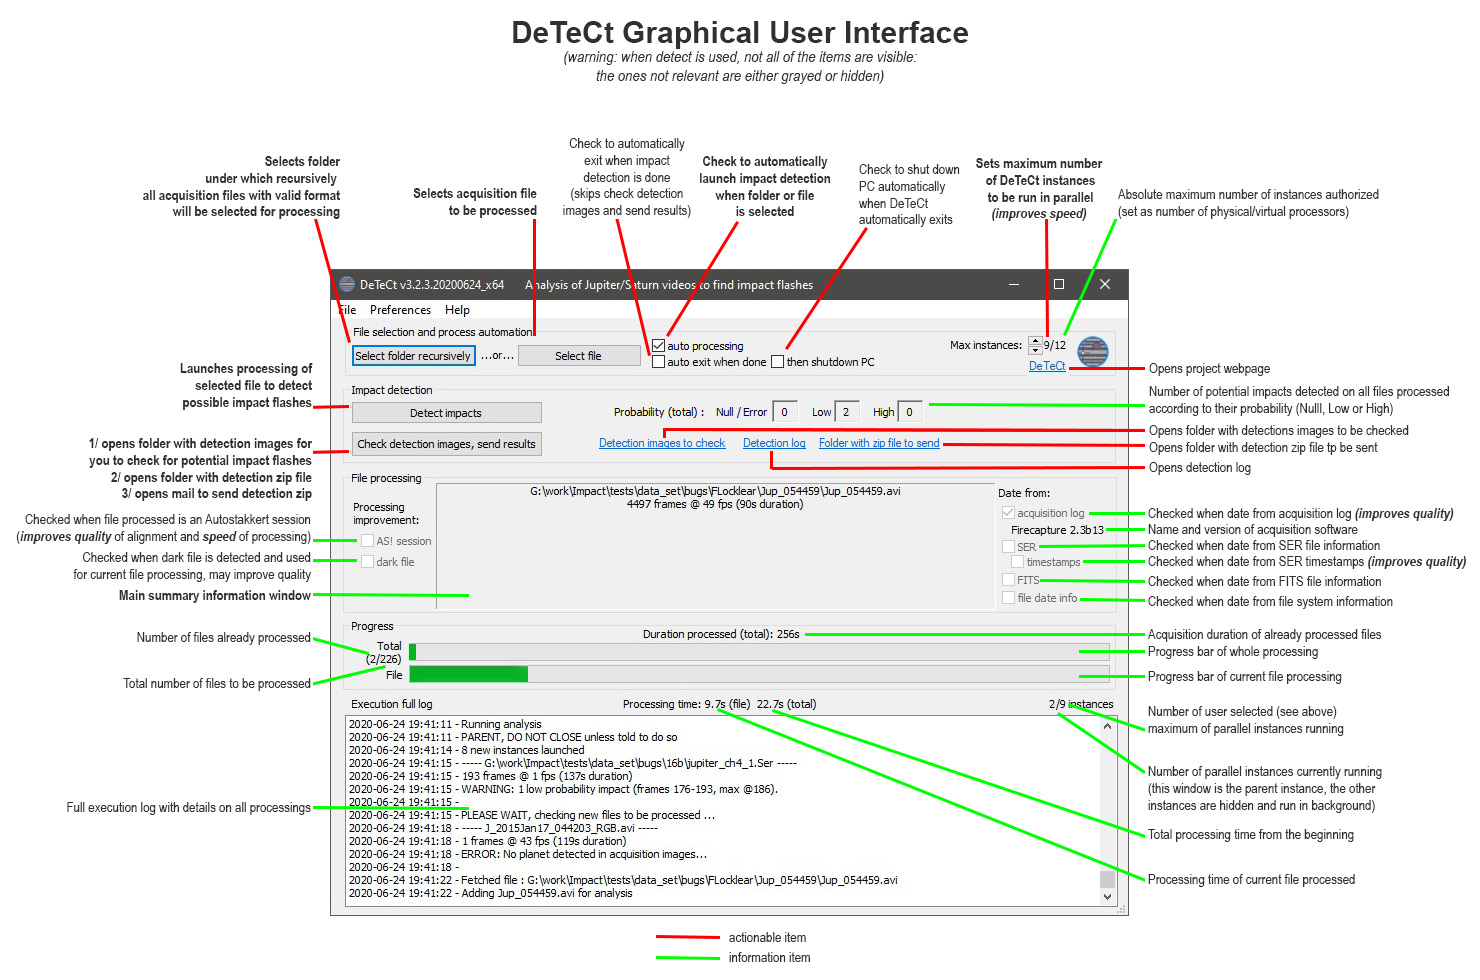 DeTeCt Graphical User Interface
(warning: when detect is used, not all of the items are visible:
the ones not relevant are either grayed or hidden)
Selects folder
under which recursively
all acquisition files with valid format
will be selected for processing
Selects acquisition file
to be processed
Check to automatically
exit when impact
detection is done
(skips check detection
images and send results)
Check to automatically
launch impact detection
when folder or file
is selected
Check to shut down
PC automatically
when DeTeCt
automatically exits
Sets maximum number
of DeTeCt instances
to be run in parallel
(improves speed)
Absolute maximum number of instances authorized
(set as number of physical/virtual processors)
DeTeCt v3.2.3.20200624_x64 Analysis of Jupiter/Saturn videos to find impact flashes
File Preferences Help
File selection and process automation
Select folder recursively ...or... Select file
auto processing
auto exit when done then shutdown PC
Max instances: 9/12
DeTeCt
Opens project webpage
Launches processing of
selected file to detect
possible impact flashes
Impact detection
Detect impacts
Probability (total) : Null / Error 0 Low 2 High 0
Number of potential impacts detected on all files processed
according to their probability (Nulll, Low or High)
1/ opens folder with detection images for
you to check for potential impact flashes
2/ opens folder with detection zip file
3/ opens mail to send detection zip
Check detection images, send results
Detection images to check Detection log Folder with zip file to send
Opens folder with detections images to be checked
Opens folder with detection zip file tp be sent
Opens detection log
File processing
G:\work\Impact\tests\data_set\bugs\FLocklear\Jup_054459\Jup_054459.avi
4497 frames @ 49 fps (90s duration)
Processing
improvement:
AS! session
dark file
Checked when file processed is an Autostakkert session
(improves quality of alignment and speed of processing)
Checked when dark file is detected and used
for current file processing, may improve quality
Main summary information window
Date from:
acquisition log
Firecapture 2.3b13
SER
timestamps
FITS
file date info
Checked when date from acquisition log (improves quality)
Name and version of acquisition software
Checked when date from SER file information
Checked when date from SER timestamps (improves quality)
Checked when date from FITS file information
Checked when date from file system information
Progress
Duration processed (total): 256s
Total
(2/226)
File
Number of files already processed
Total number of files to be processed
Acquisition duration of already processed files
Progress bar of whole processing
Progress bar of current file processing
Execution full log Processing time: 9.7s (file) 22.7s (total) 2/9 instances
2020-06-24 19:41:11 - Running analysis
2020-06-24 19:41:11 - PARENT, DO NOT CLOSE unless told to do so
2020-06-24 19:41:14 - 8 new instances launched
2020-06-24 19:41:15 - ----- G:\work\Impact\tests\data_set\bugs\16b\jupiter_ch4_1.Ser -----
2020-06-24 19:41:15 - 193 frames @ 1 fps (137s duration)
2020-06-24 19:41:15 - WARNING: 1 low probability impact (frames 176-193, max @186).
2020-06-24 19:41:15 -
2020-06-24 19:41:15 - PLEASE WAIT, checking new files to be processed ...
2020-06-24 19:41:18 - ----- J_2015Jan17_044203_RGB.avi -----
2020-06-24 19:41:18 - 1 frames @ 43 fps (119s duration)
2020-06-24 19:41:18 - ERROR: No planet detected in acquisition images...
2020-06-24 19:41:18 -
2020-06-24 19:41:22 - Fetched file : G:\work\Impact\tests\data_set\bugs\FLocklear\Jup_054459\Jup_054459.avi
2020-06-24 19:41:22 - Adding Jup_054459.avi for analysis
Full execution log with details on all processings
Number of user selected (see above)
maximum of parallel instances running
Number of parallel instances currently running
(this window is the parent instance, the other
instances are hidden and run in background)
Total processing time from the beginning
Processing time of current file processed
actionable item
information item